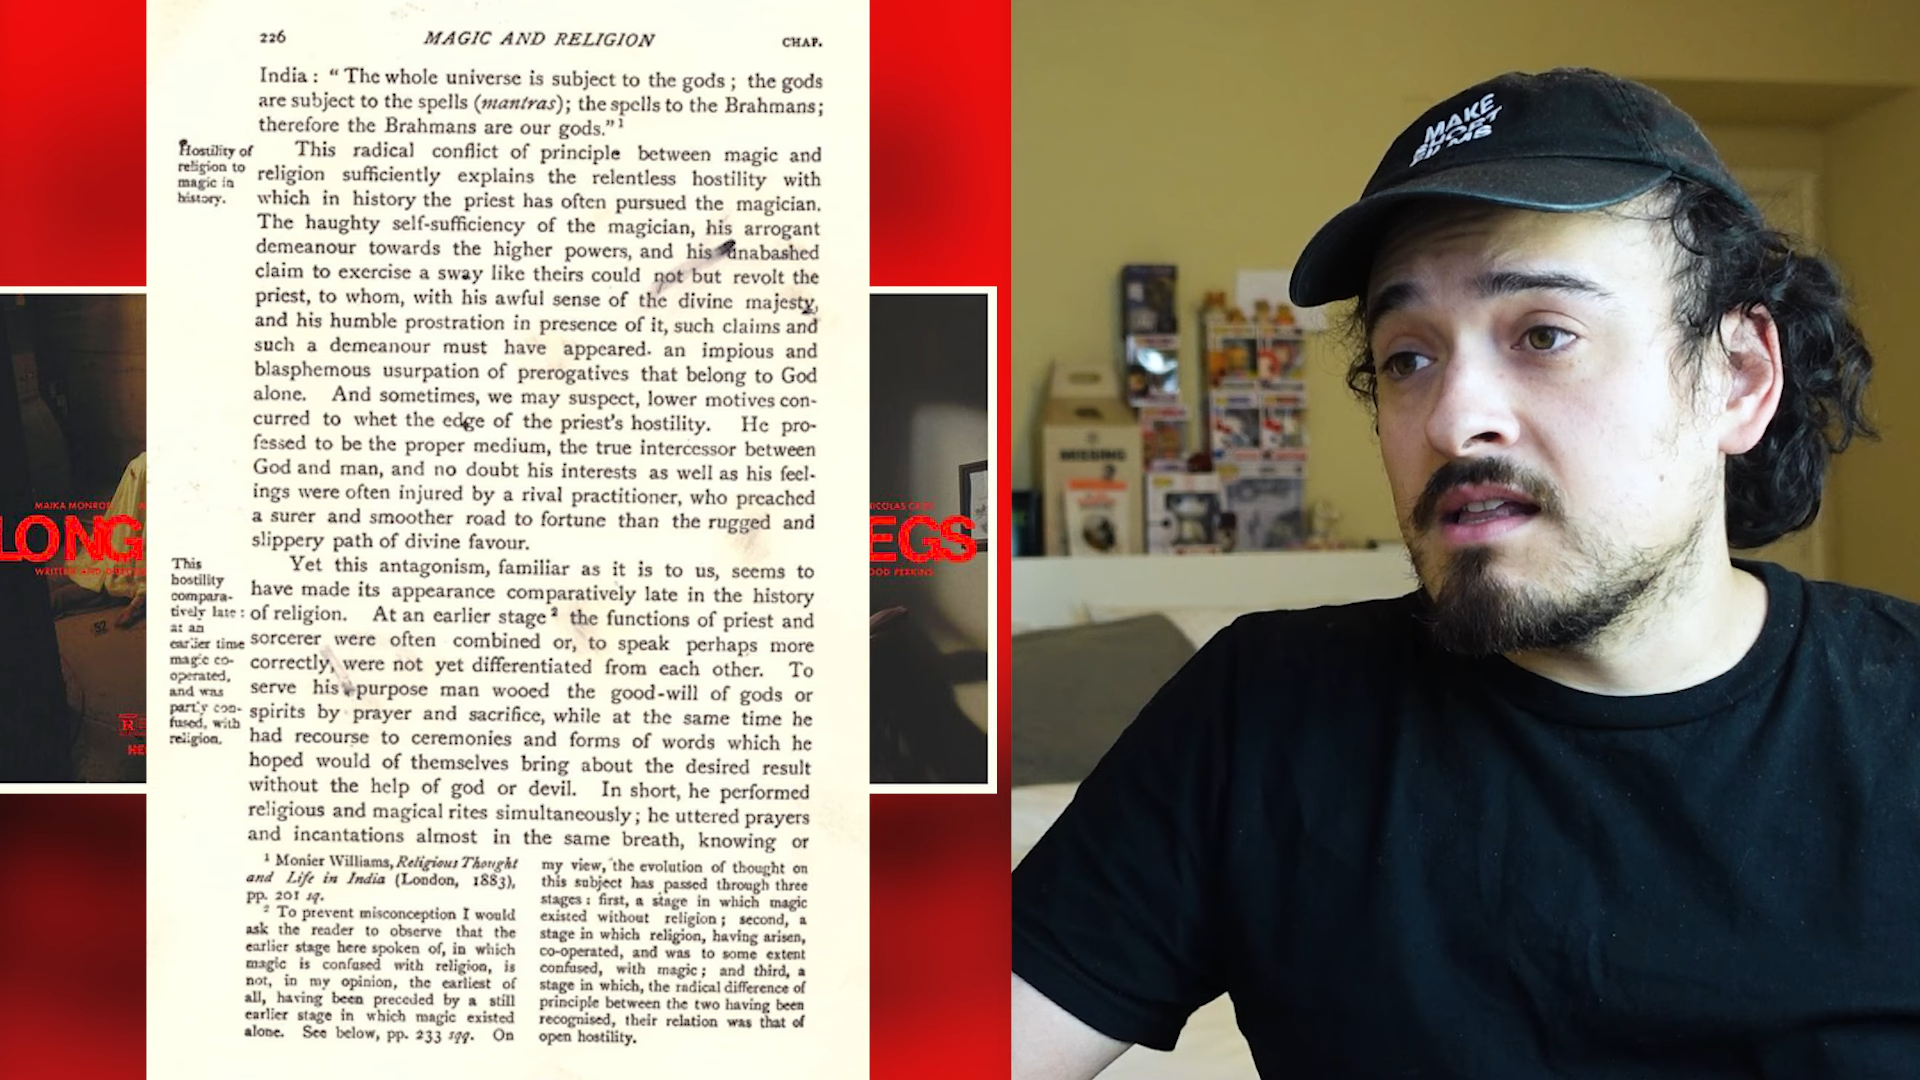 226 MAGIC AND RELIGION CHAP.
India : “ The whole universe is subject to the gods ; the gods
are subject to the spells (mantras); the spells to the Brahmans;
therefore the Brahmans are our gods.”¹
Hostility of
religion to
magic in
history.
This radical conflict of principle between magic and
religion sufficiently explains the relentless hostility with
which in history the priest has often pursued the magician.
The haughty self-sufficiency of the magician, his arrogant
demeanour towards the higher powers, and his unabashed
claim to exercise a sway like theirs could not but revolt the
priest, to whom, with his awful sense of the divine majesty,
and his humble prostration in presence of it, such claims and
such a demeanour must have appeared. an impious and
blasphemous usurpation of prerogatives that belong to God
alone. And sometimes, we may suspect, lower motives con-
curred to whet the edge of the priest's hostility. He pro-
fessed to be the proper medium, the true intercessor between
God and man, and no doubt his interests as well as his feel-
ings were often injured by a rival practitioner, who preached
a surer and smoother road to fortune than the rugged and
slippery path of divine favour.
This
hostility
compara-
tively late :
at an
earlier time
magic co-
operated,
and was
partly con-
fused, with
religion.
Yet this antagonism, familiar as it is to us, seems to
have made its appearance comparatively late in the history
of religion. At an earlier stage² the functions of priest and
sorcerer were often combined or, to speak perhaps more
correctly, were not yet differentiated from each other. To
serve his purpose man wooed the good-will of gods or
spirits by prayer and sacrifice, while at the same time he
had recourse to ceremonies and forms of words which he
hoped would of themselves bring about the desired result
without the help of god or devil. In short, he performed
religious and magical rites simultaneously ; he uttered prayers
and incantations almost in the same breath, knowing or
¹ Monier Williams, Religious Thought
and Life in India (London, 1883),
pp. 201 sq.
² To prevent misconception I would
ask the reader to observe that the
earlier stage here spoken of, in which
magic is confused with religion, is
not, in my opinion, the earliest of
all, having been preceded by a still
earlier stage in which magic existed
alone. See below, pp. 233 sqq. On
my view, the evolution of thought on
this subject has passed through three
stages : first, a stage in which magic
existed without religion ; second, a
stage in which religion, having arisen,
co-operated, and was to some extent
confused, with magic ; and third, a
stage in which, the radical difference of
principle between the two having been
recognised, their relation was that of
open hostility.
MAIKA MONROE
LONG
WRITTEN AND
R
NICOLAS CAGE
EGS
OOD PERKINS
52
MAKE
SHORT
FILMS
MISSING